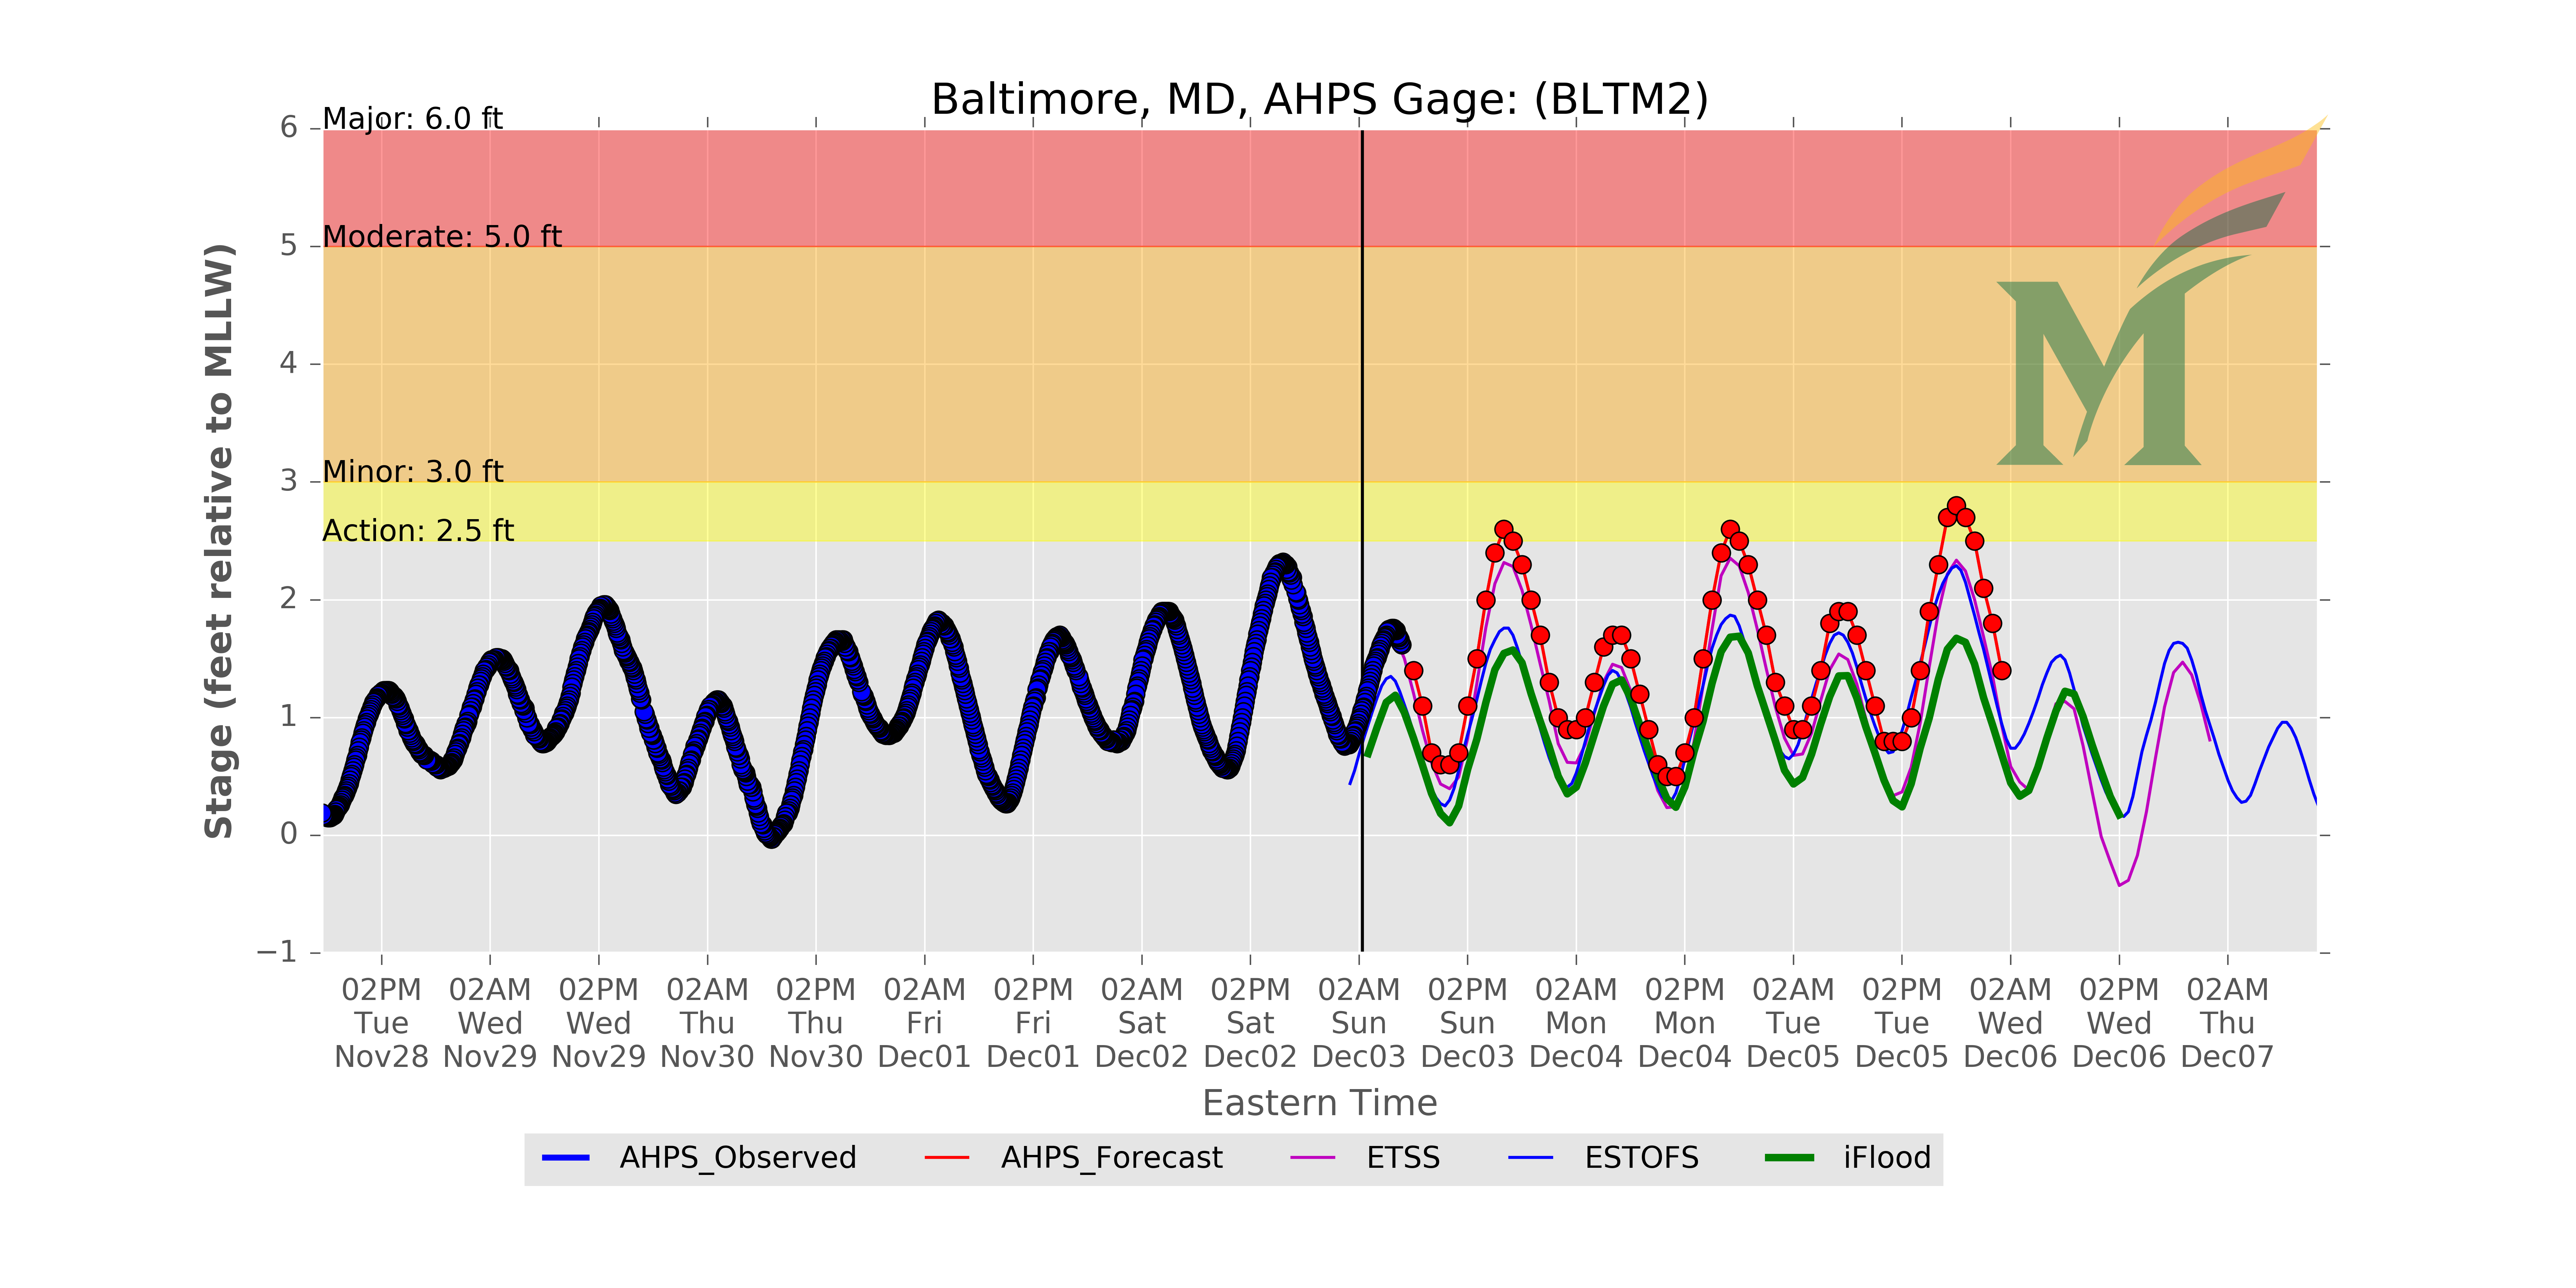 Baltimore, MD, AHPS Gage: (BLTM2)
Major: 6.0 ft
Moderate: 5.0 ft
Minor: 3.0 ft
Action: 2.5 ft
6
5
4
3
2
1
0
−1
Stage (feet relative to MLLW)
02PM 02AM 02PM 02AM 02PM 02AM 02PM 02AM 02PM 02AM 02PM 02AM 02PM 02AM 02PM 02AM 02PM 02AM
Tue Wed Wed Thu Thu Fri Fri Sat Sat Sun Sun Mon Mon Tue Tue Wed Wed Thu
Nov28 Nov29 Nov29 Nov30 Nov30 Dec01 Dec01 Dec02 Dec02 Dec03 Dec03 Dec04 Dec04 Dec05 Dec05 Dec06 Dec06 Dec07
Eastern Time
AHPS_Observed AHPS_Forecast ETSS ESTOFS iFlood
M